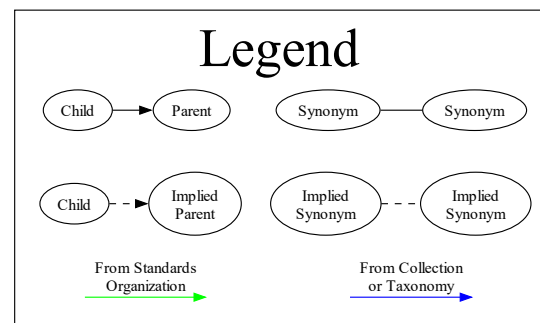 Legend
Child
Parent
Synonym
Synonym
Child
Implied
Parent
Implied
Synonym
Implied
Synonym
From Standards
Organization
From Collection
or Taxonomy